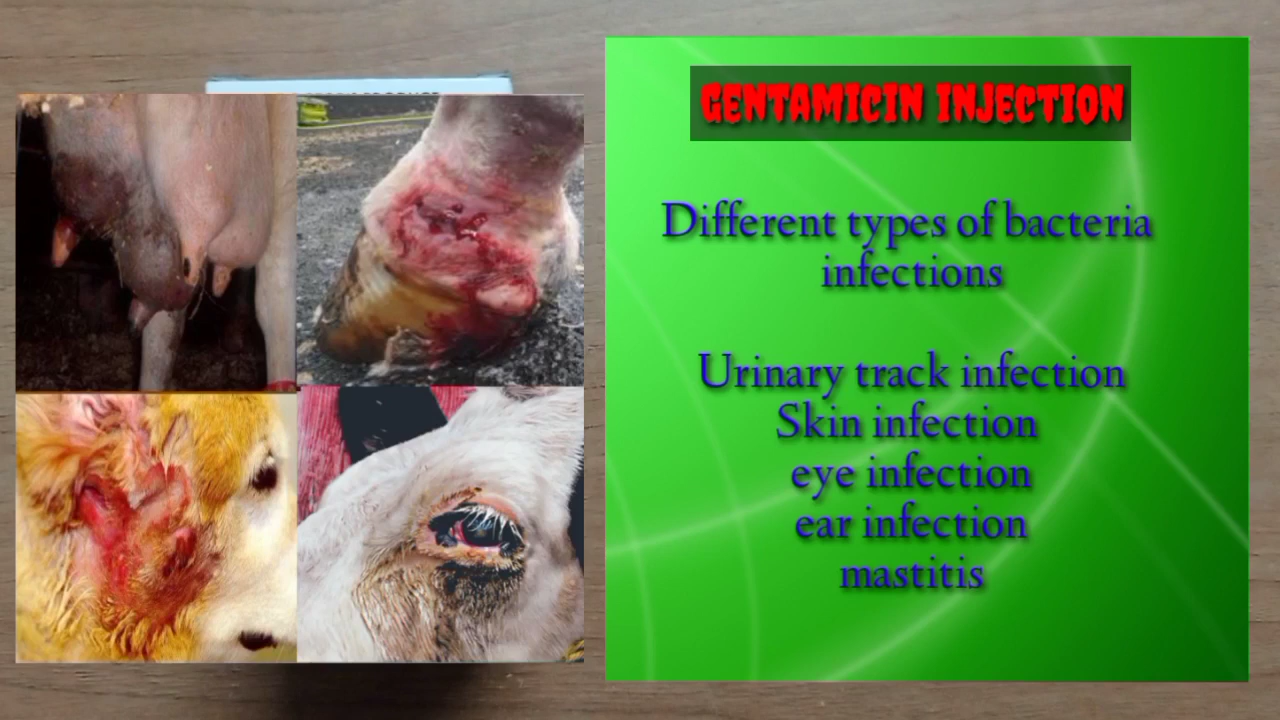 GENTAMICIN INJECTION
Different types of bacteria
infections
Urinary track infection
Skin infection
eye infection
ear infection
mastitis